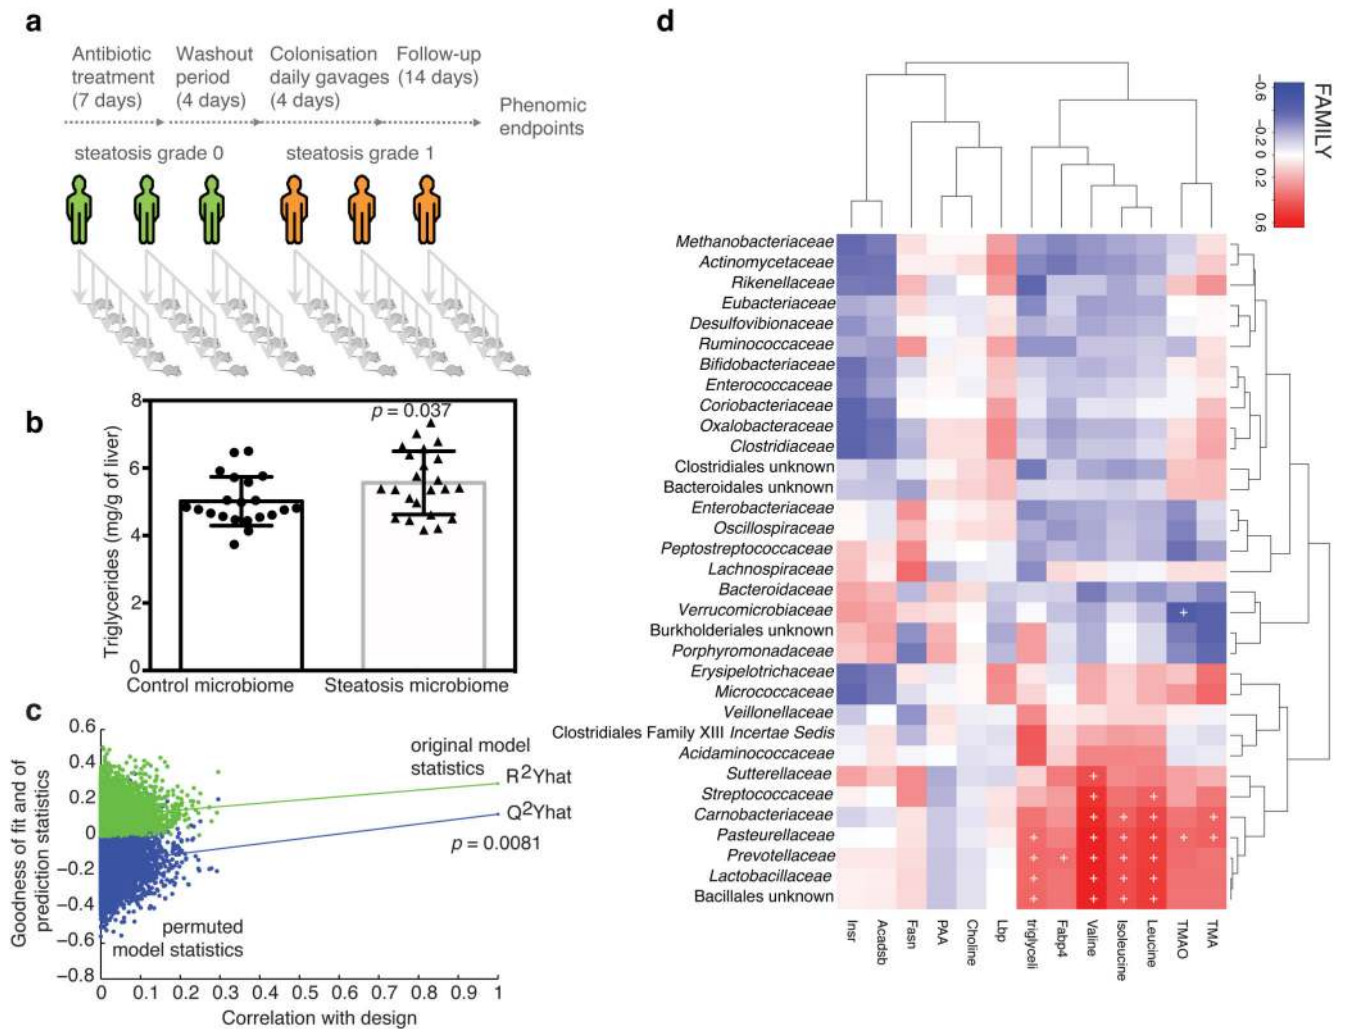 a
Antibiotic treatment (7 days)
Washout period (4 days)
Colonisation daily gavages (4 days)
Follow-up (14 days)
Phenomic endpoints
steatosis grade 0
steatosis grade 1
b
Triglycerides (mg/g of liver)
8
6
4
2
0
p = 0.037
Control microbiome
Steatosis microbiome
c
Goodness of fit and of
prediction statistics
0.6
0.4
0.2
0
−0.2
−0.4
−0.6
−0.8
original model
statistics
R²Yhat
Q²Yhat
p = 0.0081
permuted
model statistics
0 0.1 0.2 0.3 0.4 0.5 0.6 0.7 0.8 0.9 1
Correlation with design
d
FAMILY
−0.6 −0.2 0 0.2 0.6
Methanobacteriaceae
Actinomycetaceae
Rikenellaceae
Eubacteriaceae
Desulfovibionaceae
Ruminococcaceae
Bifidobacteriaceae
Enterococcaceae
Coriobacteriaceae
Oxalobacteraceae
Clostridiaceae
Clostridiales unknown
Bacteroidales unknown
Enterobacteriaceae
Oscillospiraceae
Peptostreptococcaceae
Lachnospiraceae
Bacteroidaceae
Verrucomicrobiaceae
Burkholderiales unknown
Porphyromonadaceae
Erysipelotrichaceae
Micrococcaceae
Veillonellaceae
Clostridiales Family XIII Incertae Sedis
Acidaminococcaceae
Sutterellaceae
Streptococcaceae
Carnobacteriaceae
Pasteurellaceae
Prevotellaceae
Lactobacillaceae
Bacillales unknown
Insr
Acadsb
Fasn
PAA
Choline
Lbp
triglyceli
Fabp4
Valine
Isoleucine
Leucine
TMAO
TMA